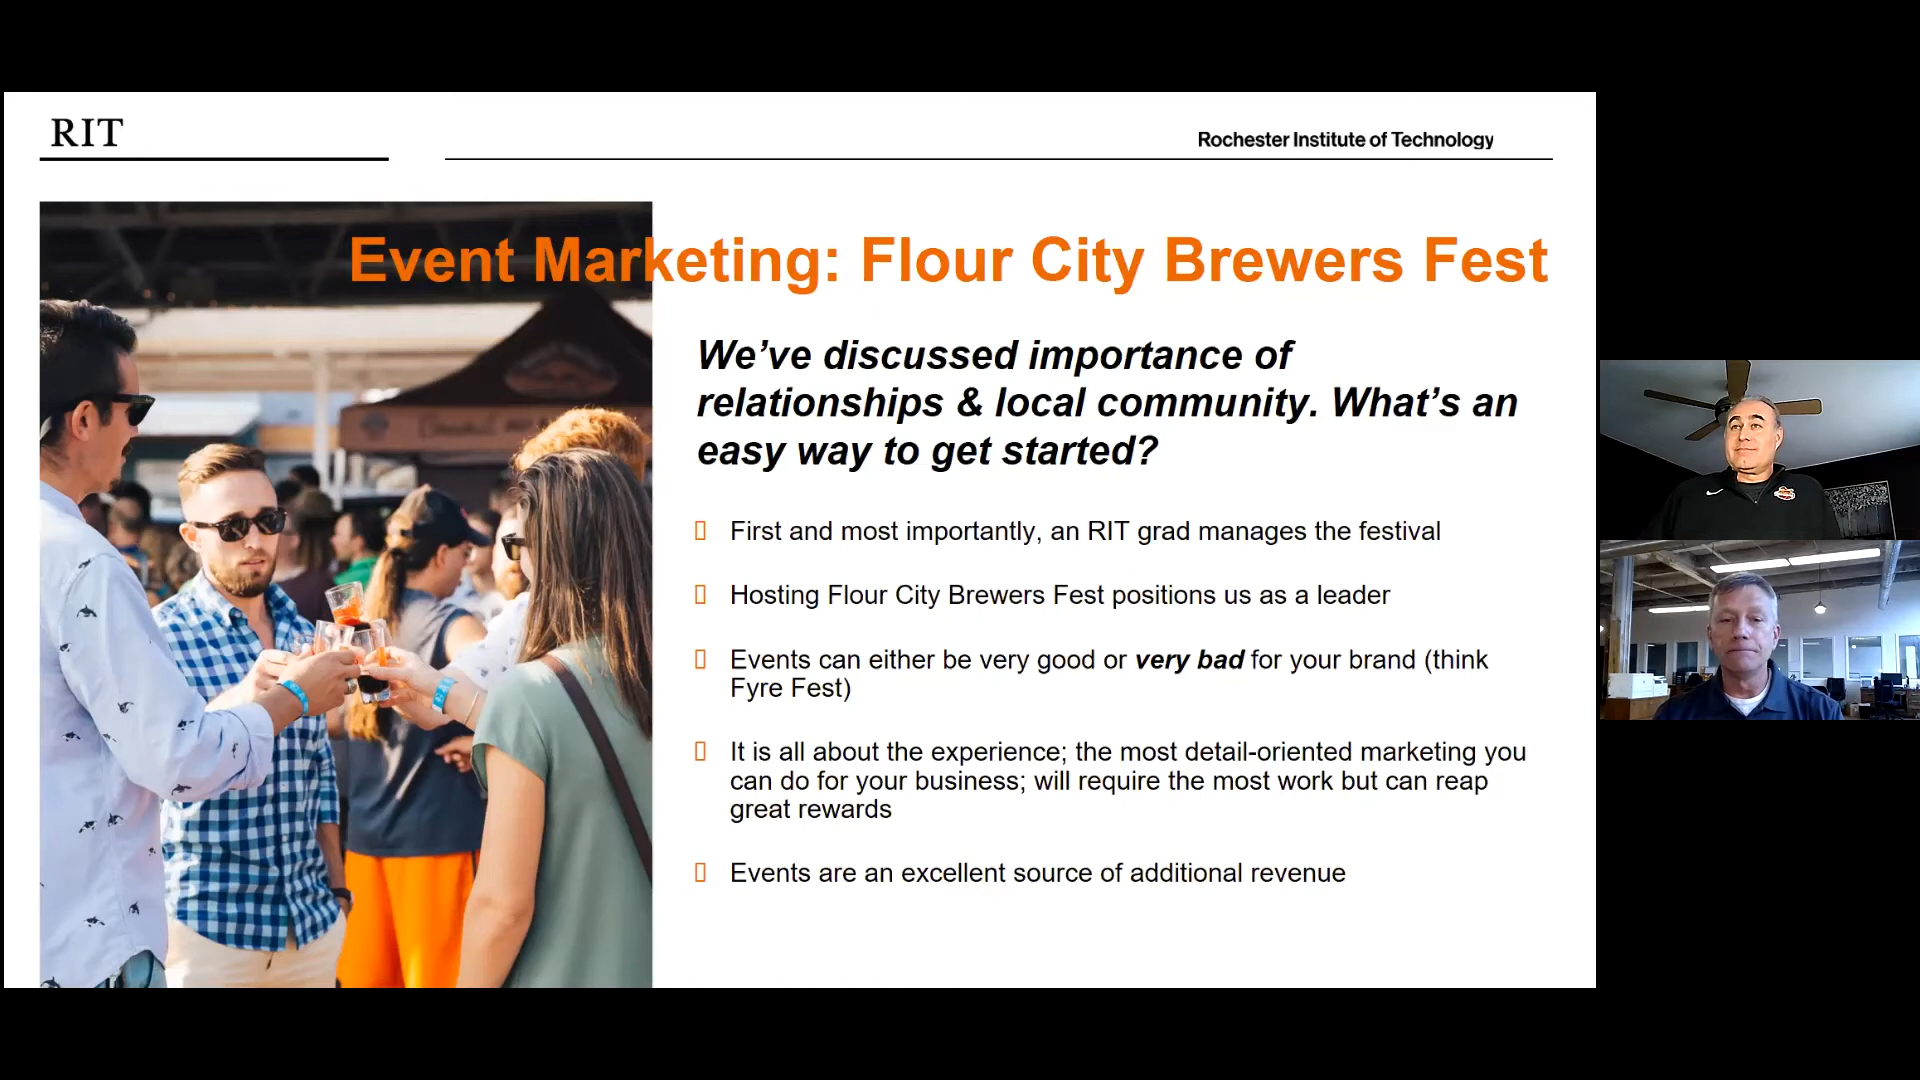 RIT
Rochester Institute of Technology
Event Marketing: Flour City Brewers Fest
We’ve discussed importance of
relationships & local community. What’s an
easy way to get started?
First and most importantly, an RIT grad manages the festival
Hosting Flour City Brewers Fest positions us as a leader
Events can either be very good or very bad for your brand (think
Fyre Fest)
It is all about the experience; the most detail-oriented marketing you
can do for your business; will require the most work but can reap
great rewards
Events are an excellent source of additional revenue